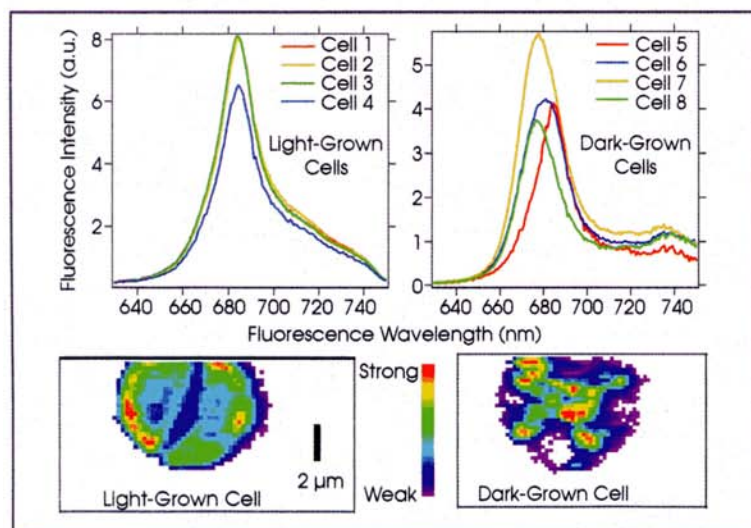 Fluorescence Intensity (a.u.)
8
6
4
2
Cell 1
Cell 2
Cell 3
Cell 4
Light-Grown
Cells
640 660 680 700 720 740
5
4
3
2
1
0
Cell 5
Cell 6
Cell 7
Cell 8
Dark-Grown
Cells
640 660 680 700 720 740
Fluorescence Wavelength (nm)
2 µm
Light-Grown Cell
Strong
Weak
Dark-Grown Cell